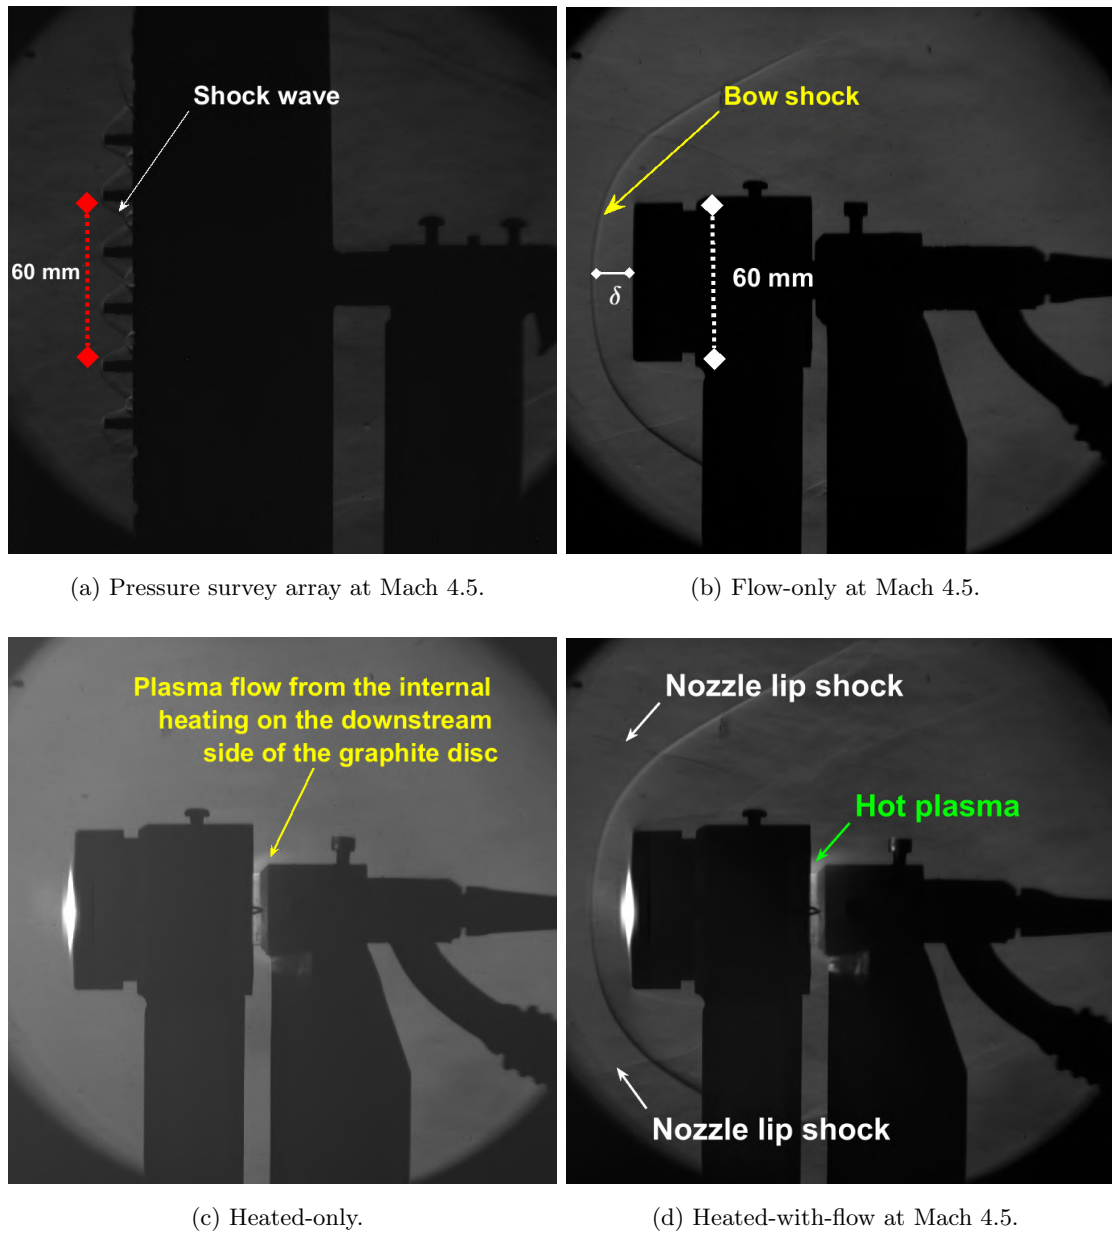 Shock wave
60 mm
Bow shock
60 mm
δ
(a) Pressure survey array at Mach 4.5.
(b) Flow-only at Mach 4.5.
Plasma flow from the internal
heating on the downstream
side of the graphite disc
Nozzle lip shock
Hot plasma
Nozzle lip shock
(c) Heated-only.
(d) Heated-with-flow at Mach 4.5.